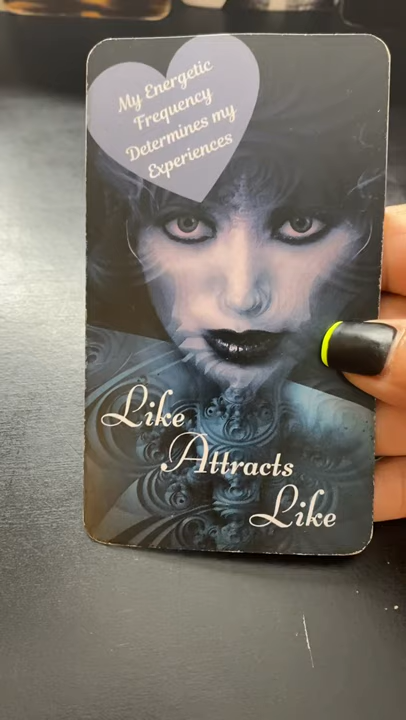 My Energetic
Frequency
Determines my
Experiences
Like
Attracts
Like